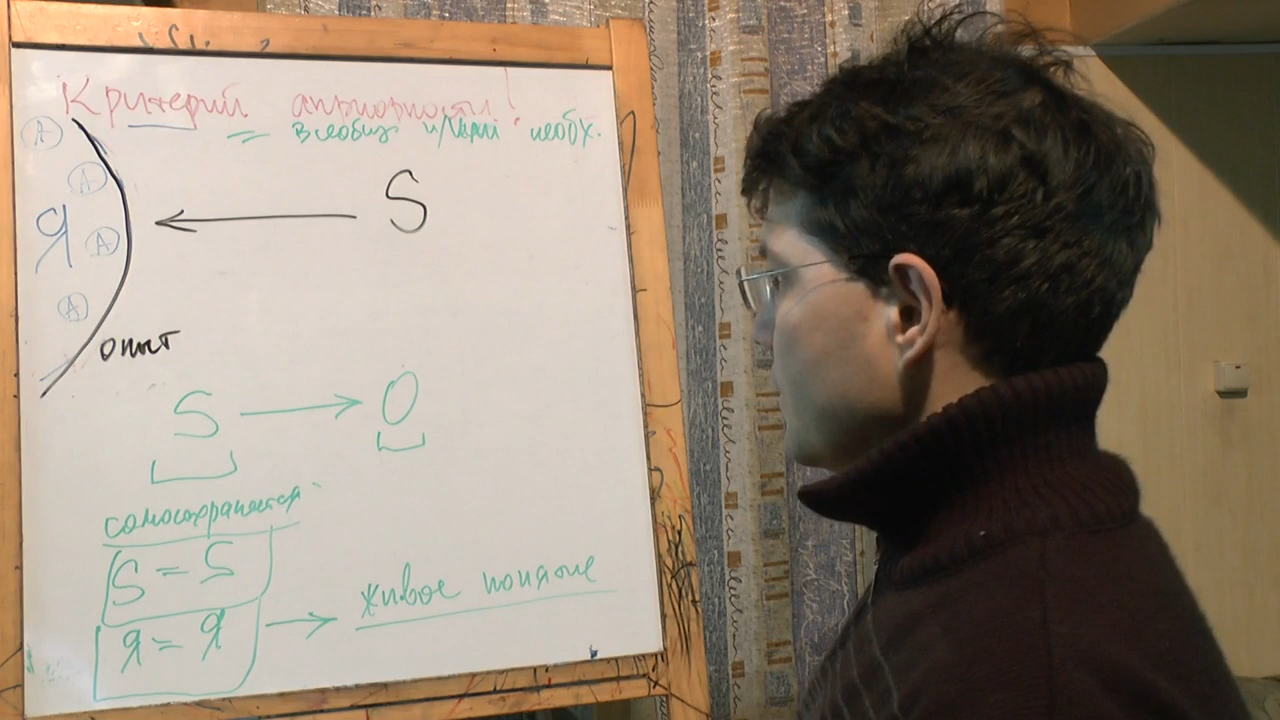 Критерий априорности!
= всеобщ и/или необх.
А
А
Я
А
А
S
опыт
S → O
самосохраняется
S = S
Я = Я → живое понятие